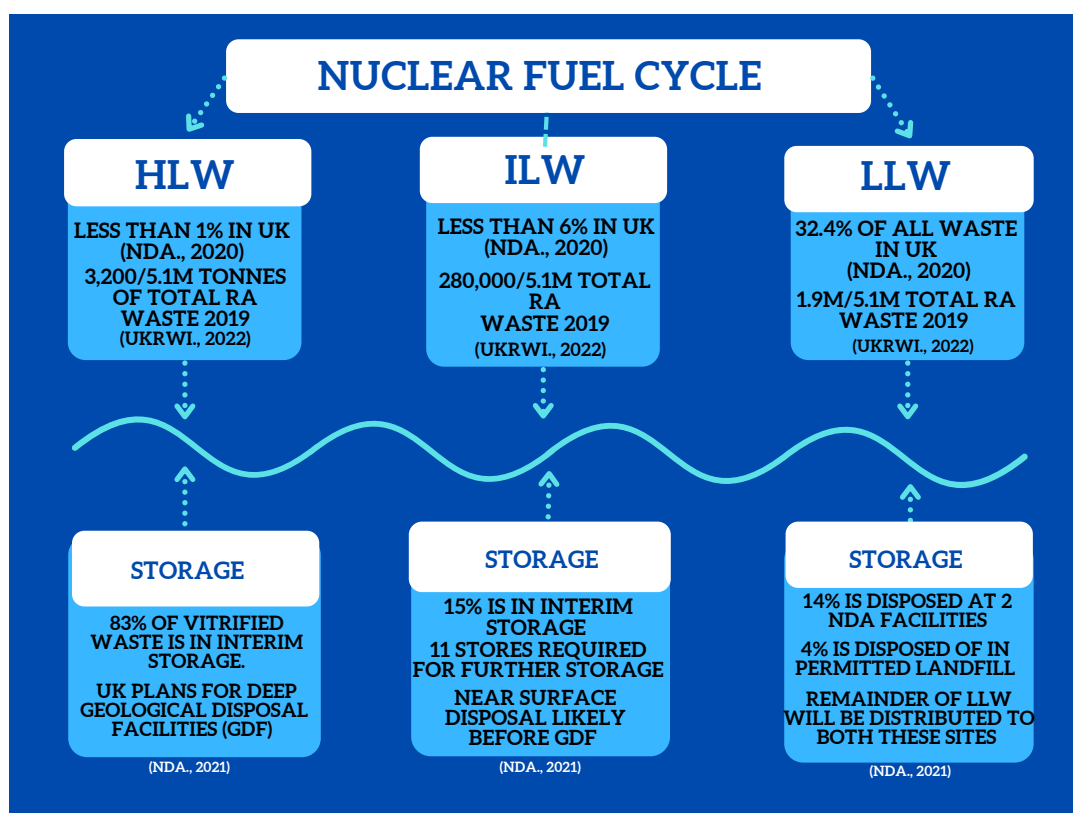 NUCLEAR FUEL CYCLE
HLW
LESS THAN 1% IN UK
(NDA., 2020)
3,200/5.1M TONNES
OF TOTAL RA
WASTE 2019
(UKRWI., 2022)
ILW
LESS THAN 6% IN UK
(NDA., 2020)
280,000/5.1M TOTAL
RA
WASTE 2019
(UKRWI., 2022)
LLW
32.4% OF ALL WASTE
IN UK
(NDA., 2020)
1.9M/5.1M TOTAL RA
WASTE 2019
(UKRWI., 2022)
STORAGE
83% OF VITRIFIED
WASTE IS IN INTERIM
STORAGE.
UK PLANS FOR DEEP
GEOLOGICAL DISPOSAL
FACILITIES (GDF)
(NDA., 2021)
STORAGE
15% IS IN INTERIM
STORAGE
11 STORES REQUIRED
FOR FURTHER STORAGE
NEAR SURFACE
DISPOSAL LIKELY
BEFORE GDF
(NDA., 2021)
STORAGE
14% IS DISPOSED AT 2
NDA FACILITIES
4% IS DISPOSED OF IN
PERMITTED LANDFILL
REMAINDER OF LLW
WILL BE DISTRIBUTED TO
BOTH THESE SITES
(NDA., 2021)